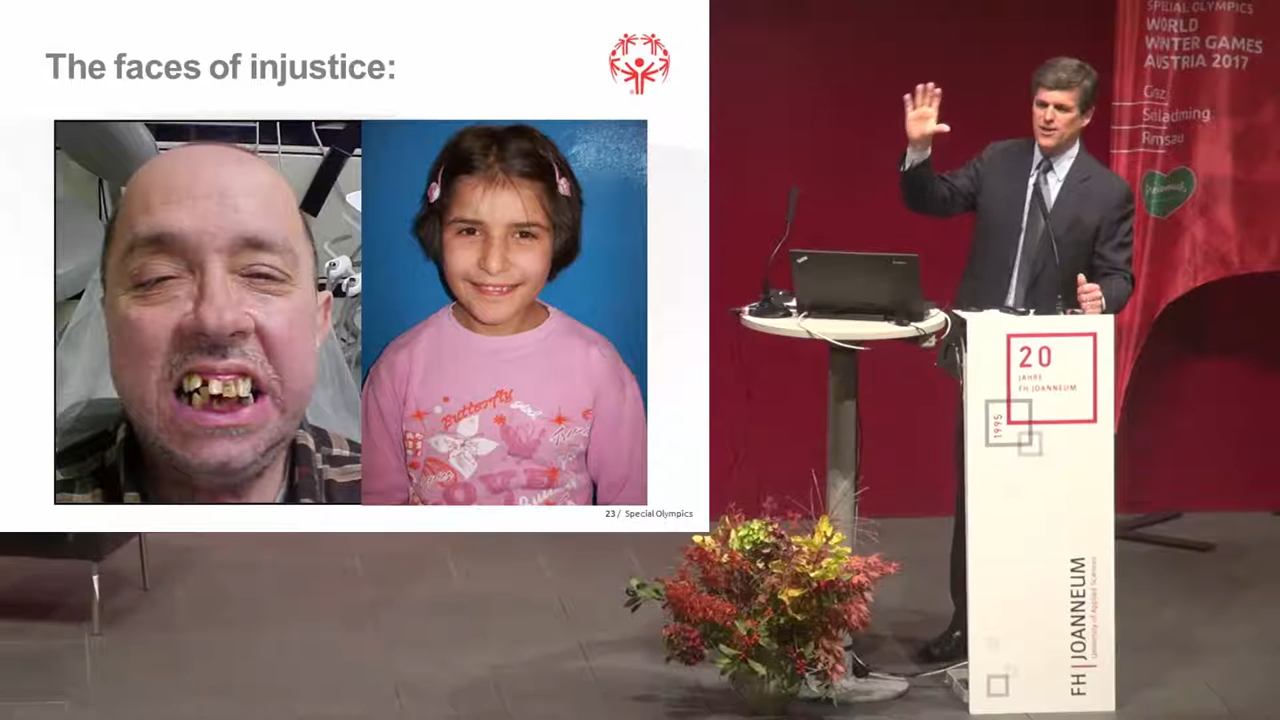 The faces of injustice:
Butterfly
girl
23 / Special Olympics
SPECIAL OLYMPICS
WORLD
WINTER GAMES
AUSTRIA 2017
Graz
Schladming
Ramsau
20
JAHRE
FH JOANNEUM
1995
FH | JOANNEUM
University of Applied Sciences